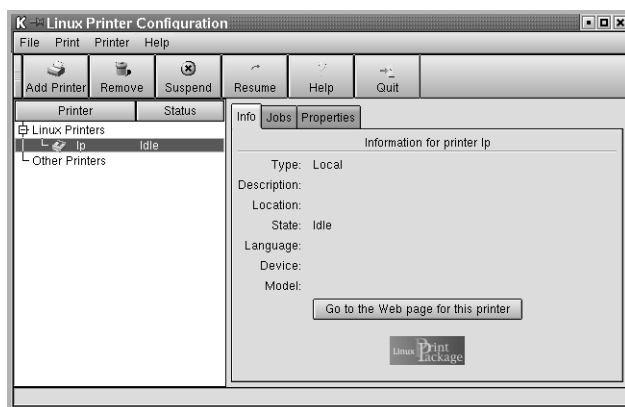 K Linux Printer Configuration
File Print Printer Help
Add Printer Remove Suspend Resume Help Quit
Printer Status
Linux Printers
lp Idle
Other Printers
Info Jobs Properties
Information for printer lp
Type: Local
Description:
Location:
State: Idle
Language:
Device:
Model:
Go to the Web page for this printer
Linux Print Package